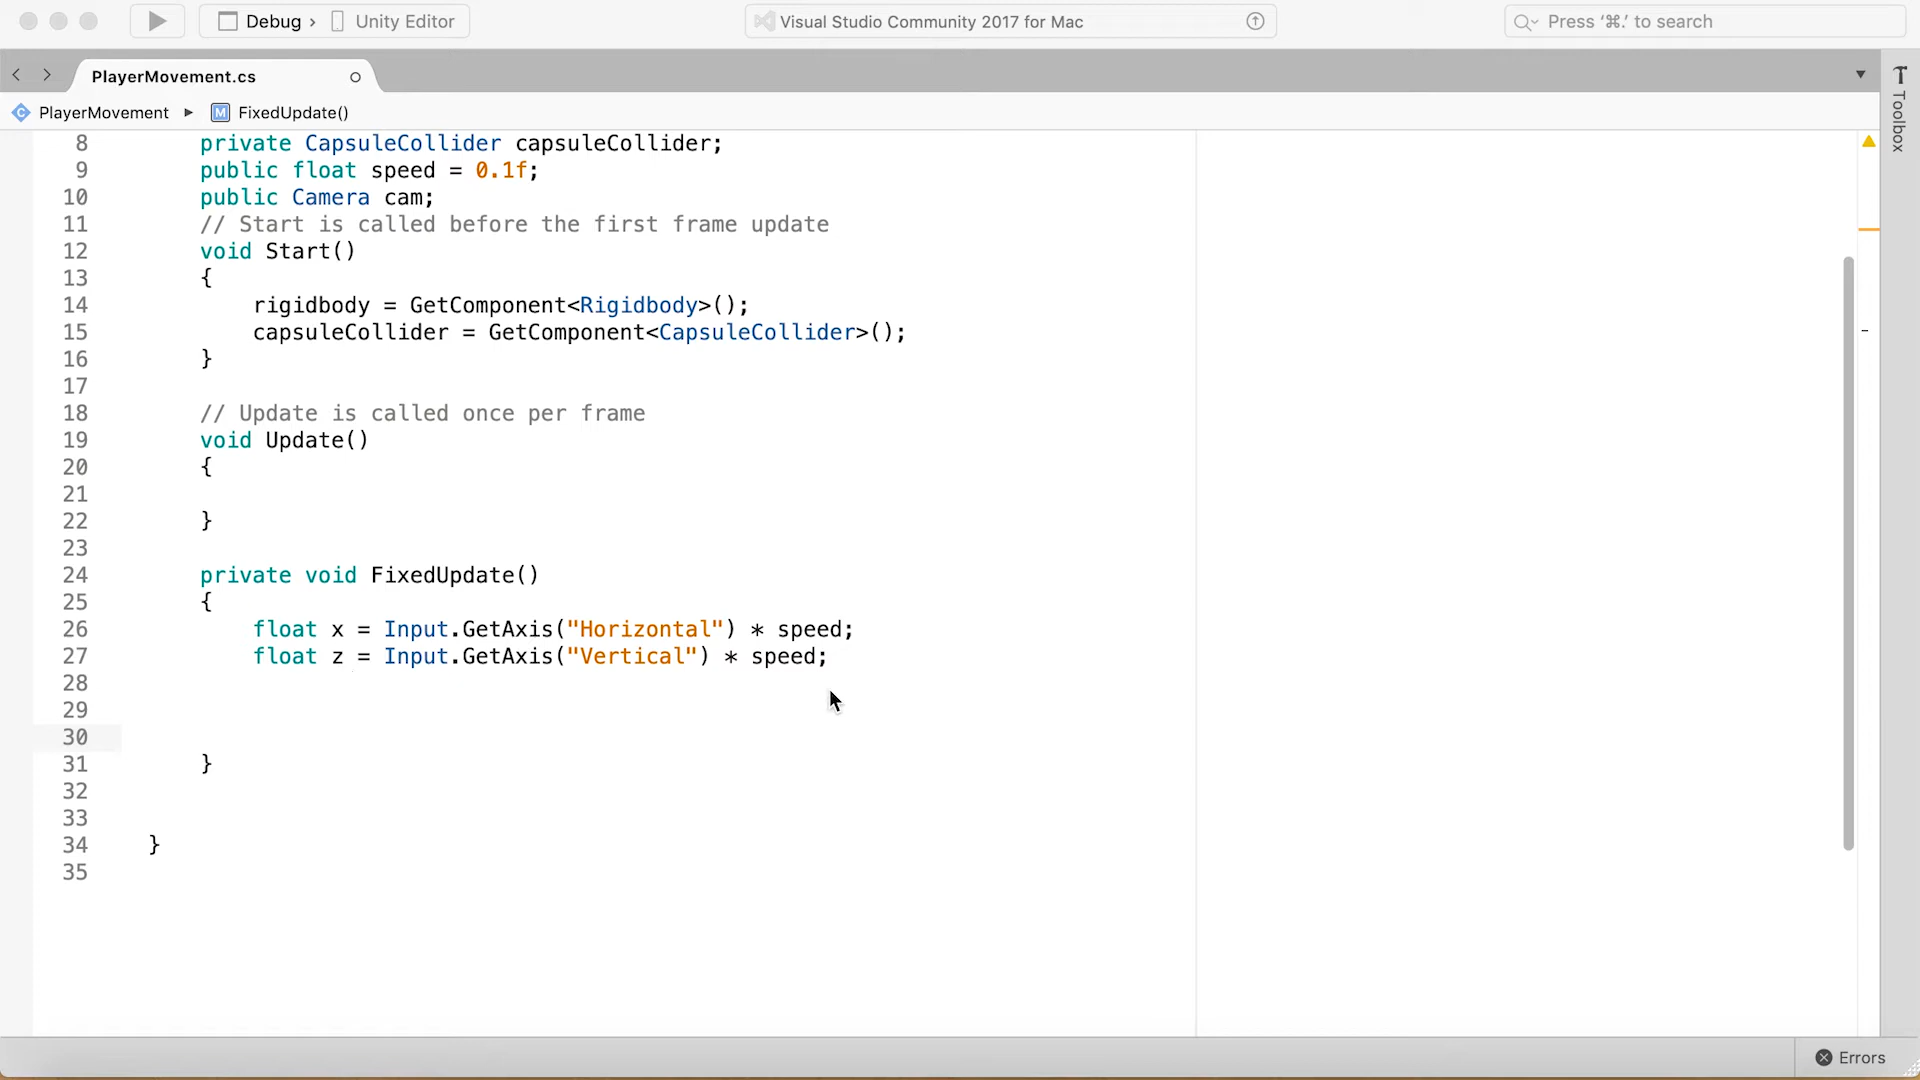 Debug › Unity Editor
Visual Studio Community 2017 for Mac
Press ‘⌘.’ to search
PlayerMovement.cs
Toolbox
PlayerMovement ▸ M FixedUpdate()
8 private CapsuleCollider capsuleCollider;
9 public float speed = 0.1f;
10 public Camera cam;
11 // Start is called before the first frame update
12 void Start()
13 {
14 rigidbody = GetComponent<Rigidbody>();
15 capsuleCollider = GetComponent<CapsuleCollider>();
16 }
17
18 // Update is called once per frame
19 void Update()
20 {
21
22 }
23
24 private void FixedUpdate()
25 {
26 float x = Input.GetAxis("Horizontal") * speed;
27 float z = Input.GetAxis("Vertical") * speed;
28
29
30
31 }
32
33
34 }
35
Errors